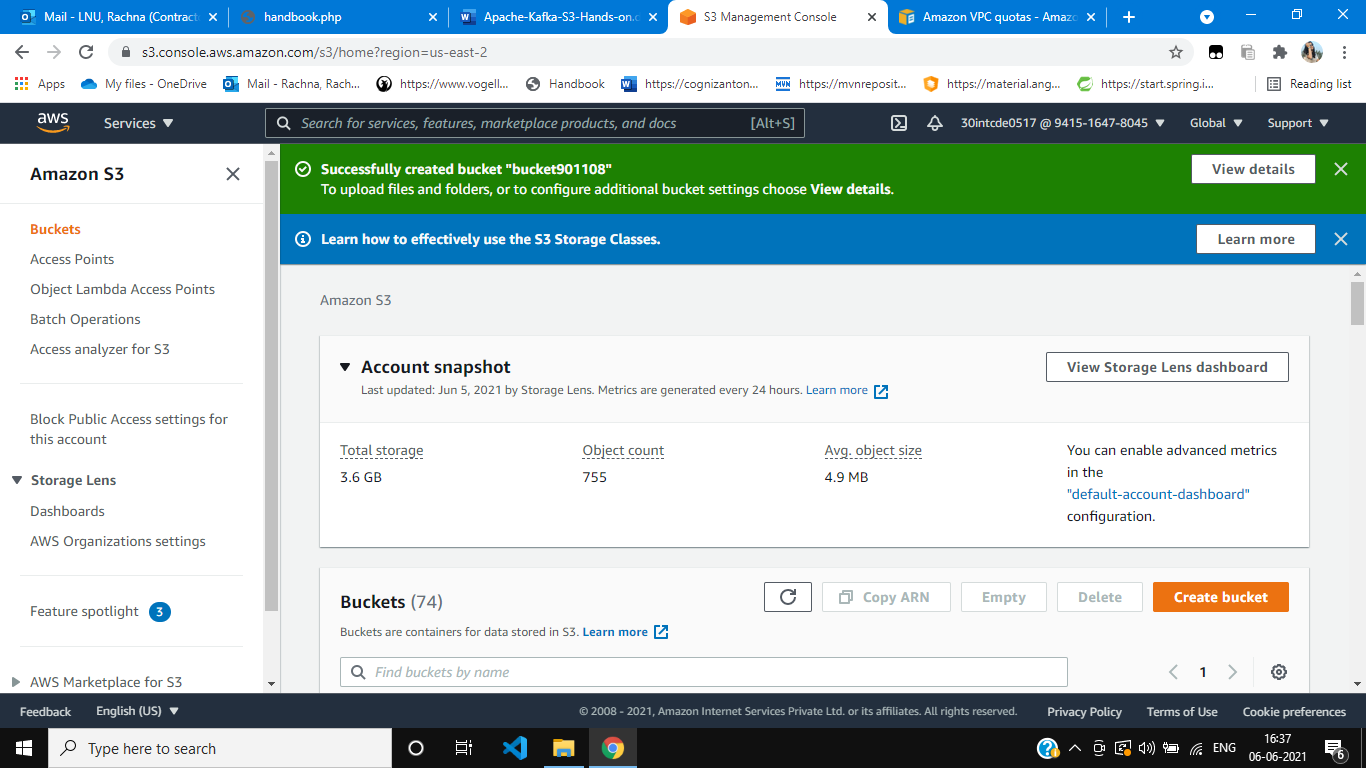 Mail - LNU, Rachna (Contract
handbook.php
Apache-Kafka-S3-Hands-on.c
S3 Management Console
Amazon VPC quotas - Amazo
s3.console.aws.amazon.com/s3/home?region=us-east-2
Apps
My files - OneDrive
Mail - Rachna, Rach...
https://www.vogell...
Handbook
https://cognizanton...
https://mvnreposit...
https://material.ang...
https://start.spring.i...
Reading list
aws
Services
Search for services, features, marketplace products, and docs
[Alt+S]
30intcde0517 @ 9415-1647-8045
Global
Support
Amazon S3
Buckets
Access Points
Object Lambda Access Points
Batch Operations
Access analyzer for S3
Block Public Access settings for
this account
Storage Lens
Dashboards
AWS Organizations settings
Feature spotlight 3
AWS Marketplace for S3
Successfully created bucket "bucket901108"
To upload files and folders, or to configure additional bucket settings choose View details.
View details
Learn how to effectively use the S3 Storage Classes.
Learn more
Amazon S3
Account snapshot
Last updated: Jun 5, 2021 by Storage Lens. Metrics are generated every 24 hours. Learn more
View Storage Lens dashboard
Total storage
3.6 GB
Object count
755
Avg. object size
4.9 MB
You can enable advanced metrics
in the
"default-account-dashboard"
configuration.
Buckets (74)
Copy ARN
Empty
Delete
Create bucket
Buckets are containers for data stored in S3. Learn more
Find buckets by name
1
Feedback
English (US)
© 2008 - 2021, Amazon Internet Services Private Ltd. or its affiliates. All rights reserved.
Privacy Policy
Terms of Use
Cookie preferences
Type here to search
ENG
16:37
06-06-2021
6